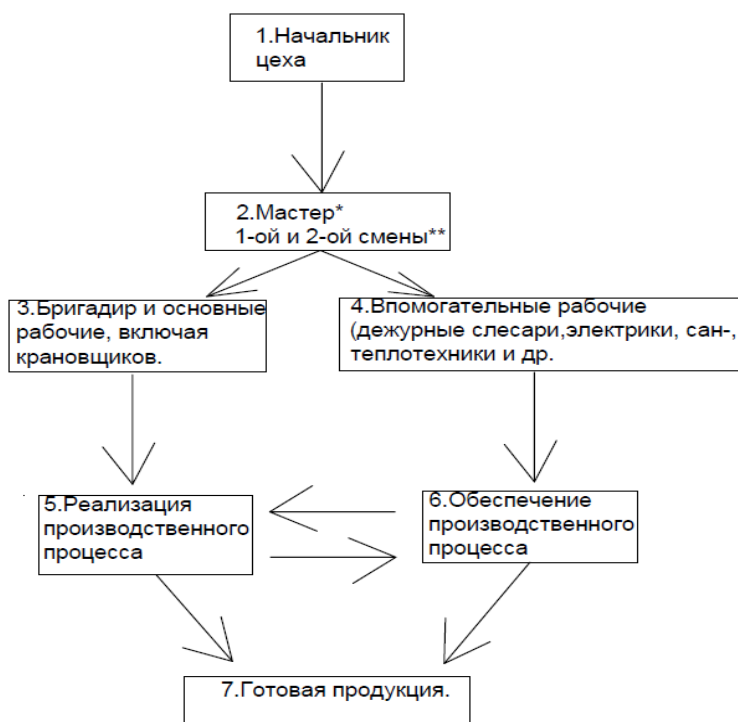 1.Начальник
цеха
2.Мастер*
1-ой и 2-ой смены**
3.Бригадир и основные
рабочие, включая
крановщиков.
4.Впомогательные рабочие
(дежурные слесари,электрики, сан-,
теплотехники и др.
5.Реализация
производственного
процесса
6.Обеспечение
производственного
процесса
7.Готовая продукция.